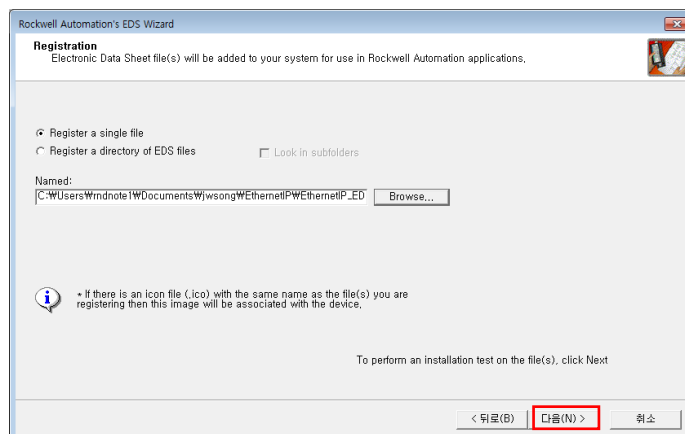 Rockwell Automation's EDS Wizard
Registration
Electronic Data Sheet file(s) will be added to your system for use in Rockwell Automation applications.
Register a single file
Register a directory of EDS files
Look in subfolders
Named:
C:₩Users₩rndnote1₩Documents₩jwsong₩EthernetIP₩EthernetIP_ED
Browse...
* If there is an icon file (.ico) with the same name as the file(s) you are
registering then this image will be associated with the device.
To perform an installation test on the file(s), click Next
< 뒤로(B)
다음(N) >
취소